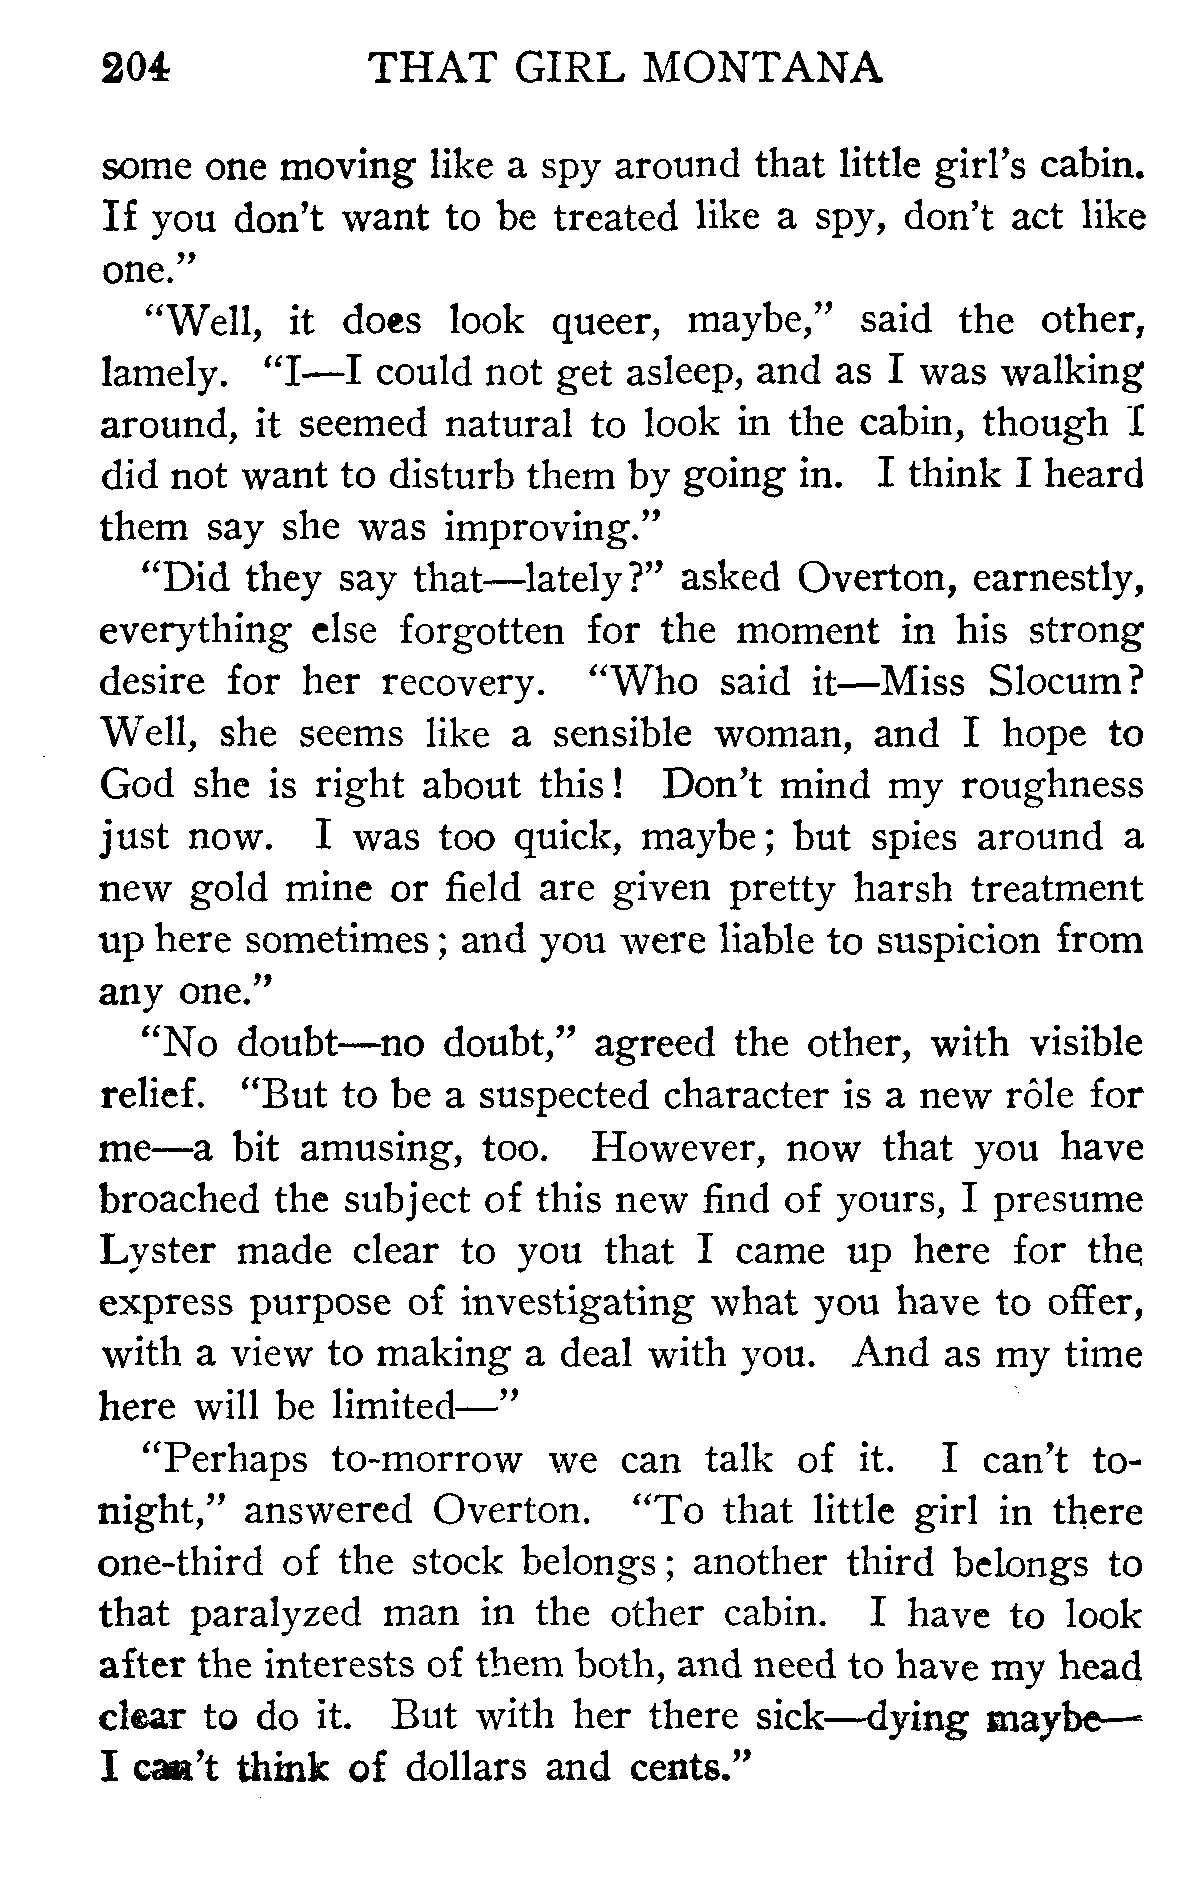 204 THAT GIRL MONTANA
some one moving like a spy around that little girl's cabin.
If you don't want to be treated like a spy, don't act like
one."
"Well, it does look queer, maybe," said the other,
lamely. "I—I could not get asleep, and as I was walking
around, it seemed natural to look in the cabin, though I
did not want to disturb them by going in. I think I heard
them say she was improving."
"Did they say that—lately?" asked Overton, earnestly,
everything else forgotten for the moment in his strong
desire for her recovery. "Who said it—Miss Slocum?
Well, she seems like a sensible woman, and I hope to
God she is right about this! Don't mind my roughness
just now. I was too quick, maybe; but spies around a
new gold mine or field are given pretty harsh treatment
up here sometimes; and you were liable to suspicion from
any one."
"No doubt—no doubt," agreed the other, with visible
relief. "But to be a suspected character is a new rôle for
me—a bit amusing, too. However, now that you have
broached the subject of this new find of yours, I presume
Lyster made clear to you that I came up here for the
express purpose of investigating what you have to offer,
with a view to making a deal with you. And as my time
here will be limited—"
"Perhaps to-morrow we can talk of it. I can't to-
night," answered Overton. "To that little girl in there
one-third of the stock belongs; another third belongs to
that paralyzed man in the other cabin. I have to look
after the interests of them both, and need to have my head
clear to do it. But with her there sick—dying maybe—
I can't think of dollars and cents."